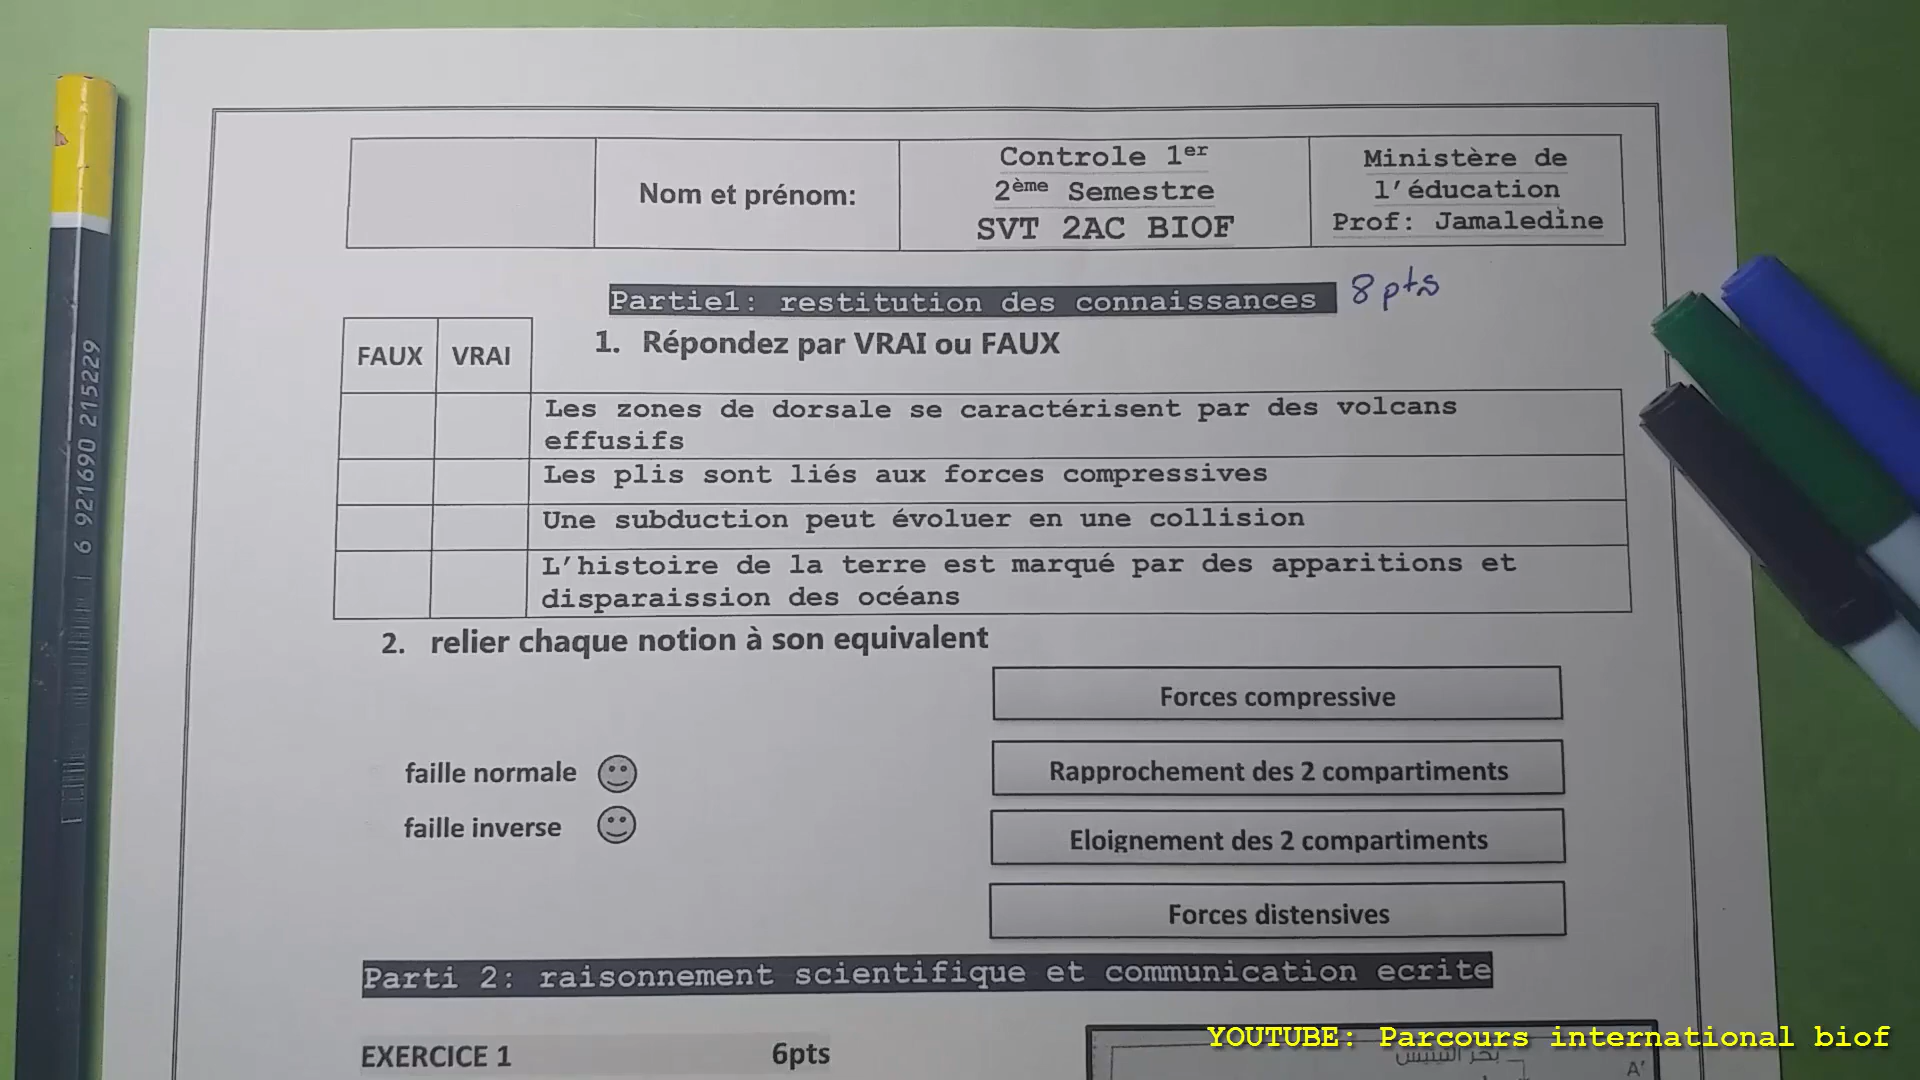 Nom et prénom:
Controle 1er
2ème Semestre
SVT 2AC BIOF
Ministère de
l'éducation
Prof: Jamaledine
Partie1: restitution des connaissances 8 pts
1. Répondez par VRAI ou FAUX
FAUX VRAI
Les zones de dorsale se caractérisent par des volcans
effusifs
Les plis sont liés aux forces compressives
Une subduction peut évoluer en une collision
L'histoire de la terre est marqué par des apparitions et
disparaission des océans
2. relier chaque notion à son equivalent
faille normale
faille inverse
Forces compressive
Rapprochement des 2 compartiments
Eloignement des 2 compartiments
Forces distensives
Parti 2: raisonnement scientifique et communication ecrite
EXERCICE 1 6pts
A'
YOUTUBE: Parcours international biof
6 921690 215229